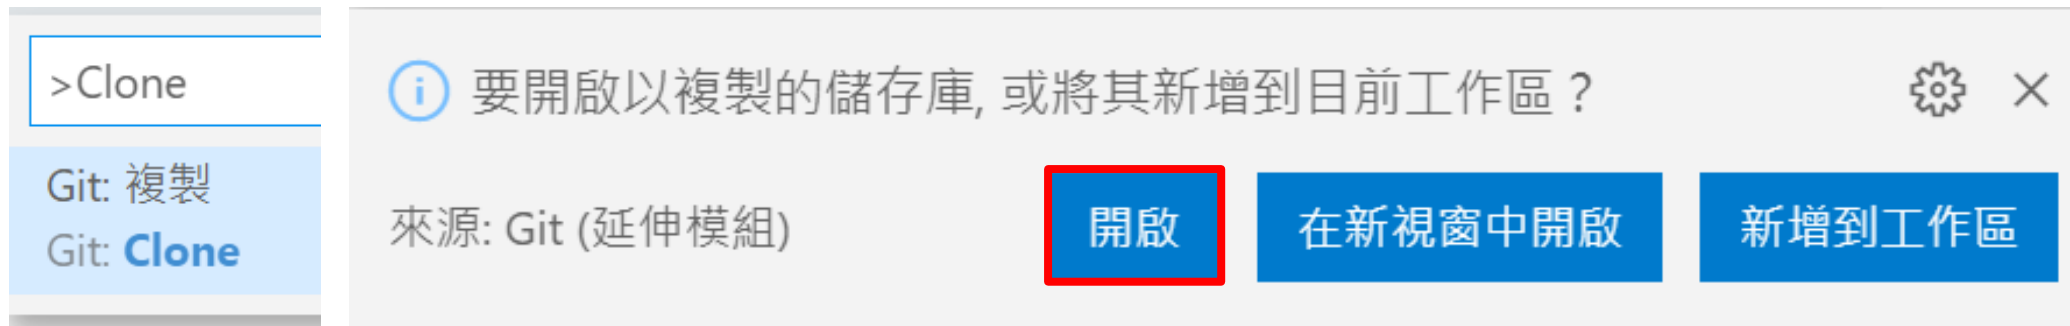 >Clone
Git: 複製
Git: Clone
要開啟以複製的儲存庫, 或將其新增到目前工作區？
來源: Git (延伸模組)
開啟
在新視窗中開啟
新增到工作區